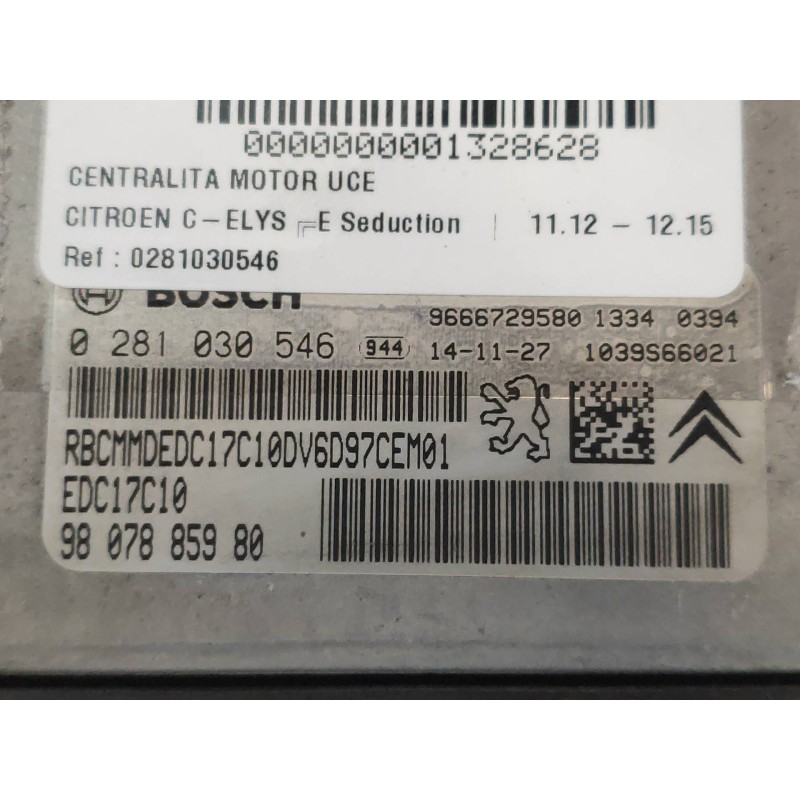 0000000001328628
CENTRALITA MOTOR UCE
CITROEN C-ELYS ╒E Seduction | 11.12 - 12.15
Ref : 0281030546
BOSCH
9666729580 1334 0394
0 281 030 546 944 14-11-27 1039S66021
RBCMMDEDC17C10DV6D97CEM01
EDC17C10
98 078 859 80